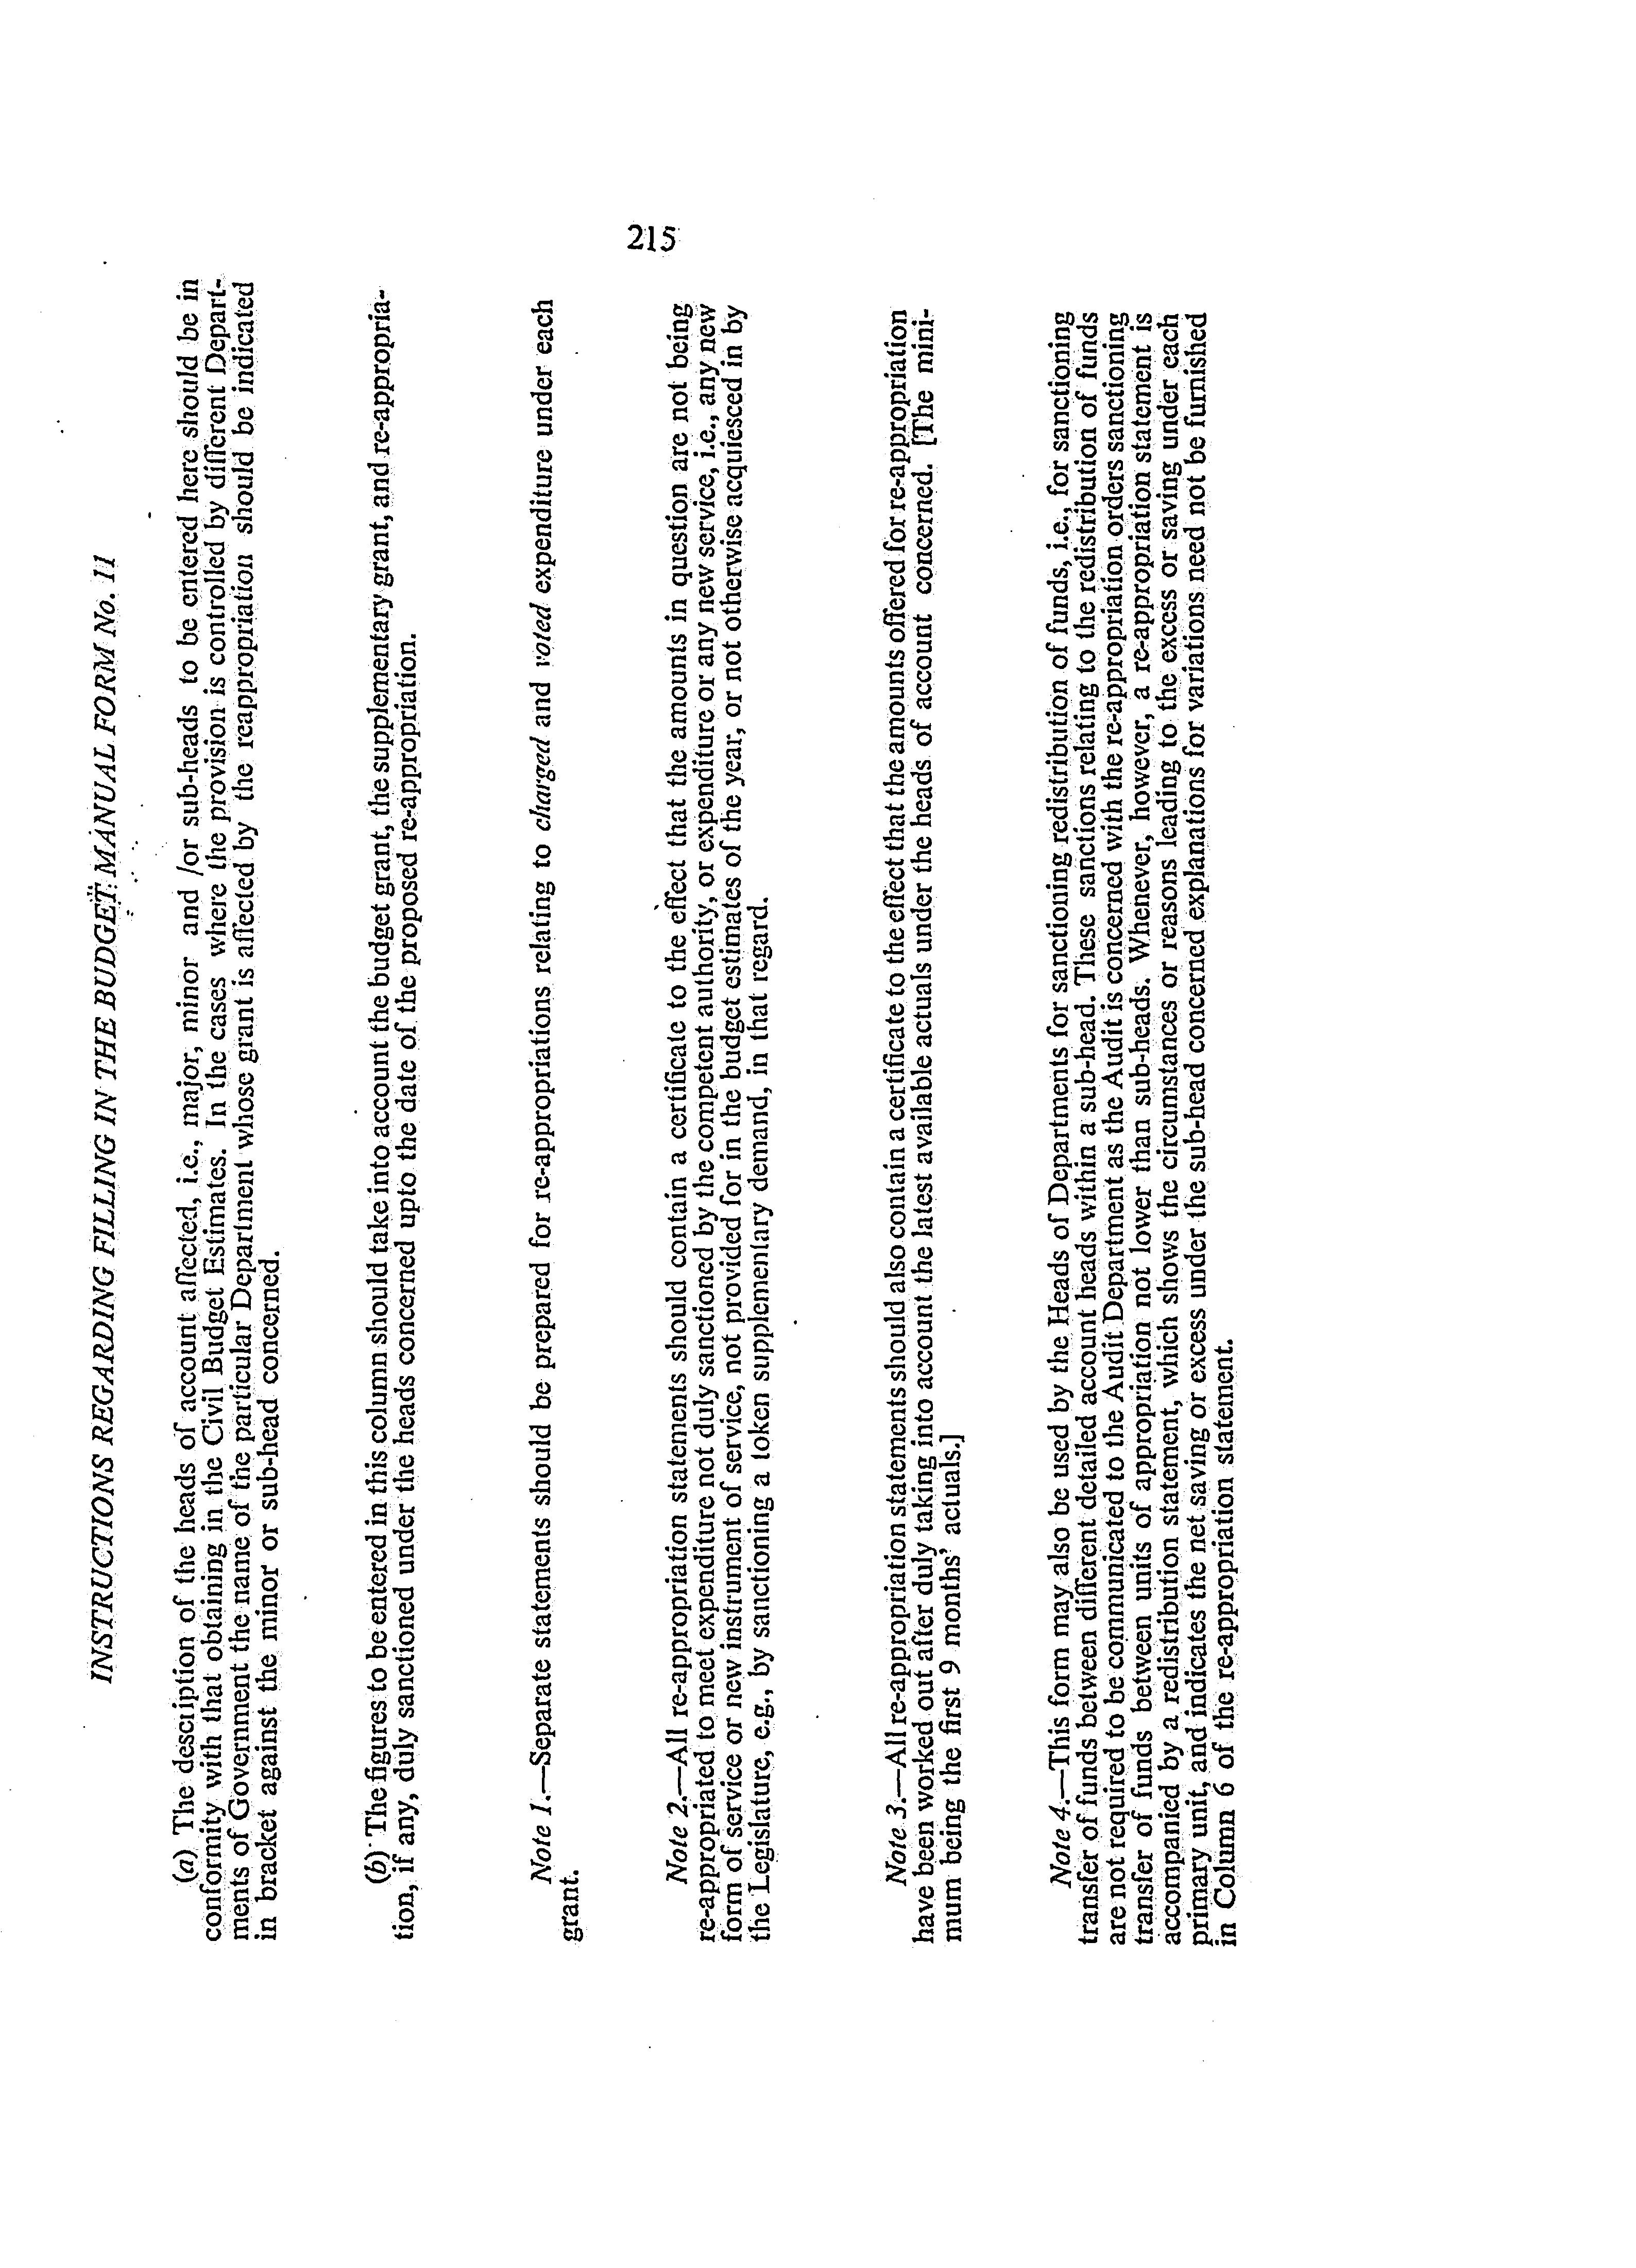 215
INSTRUCTIONS REGARDING FILLING IN THE BUDGET MANUAL FORM No. 11
(a) The description of the heads of account affected, i.e., major, minor and /or sub-heads to be entered here should be in
conformity with that obtaining in the Civil Budget Estimates. In the cases where the provision is controlled by different Depart-
ments of Government the name of the particular Department whose grant is affected by the reappropriation should be indicated
in bracket against the minor or sub-head concerned.
(b) The figures to be entered in this column should take into account the budget grant, the supplementary grant, and re-appropria-
tion, if any, duly sanctioned under the heads concerned upto the date of the proposed re-appropriation.
Note 1.—Separate statements should be prepared for re-appropriations relating to charged and voted expenditure under each
grant.
Note 2.—All re-appropriation statements should contain a certificate to the effect that the amounts in question are not being
re-appropriated to meet expenditure not duly sanctioned by the competent authority, or expenditure or any new service, i.e., any new
form of service or new instrument of service, not provided for in the budget estimates of the year, or not otherwise acquiesced in by
the Legislature, e.g., by sanctioning a token supplementary demand, in that regard.
Note 3.—All re-appropriation statements should also contain a certificate to the effect that the amounts offered for re-appropriation
have been worked out after duly taking into account the latest available actuals under the heads of account concerned. [The mini-
mum being the first 9 months' actuals.]
Note 4.—This form may also be used by the Heads of Departments for sanctioning redistribution of funds, i.e., for sanctioning
transfer of funds between different detailed account heads within a sub-head. These sanctions relating to the redistribution of funds
are not required to be communicated to the Audit Department as the Audit is concerned with the re-appropriation orders sanctioning
transfer of funds between units of appropriation not lower than sub-heads. Whenever, however, a re-appropriation statement is
accompanied by a redistribution statement, which shows the circumstances or reasons leading to the excess or saving under each
primary unit, and indicates the net saving or excess under the sub-head concerned explanations for variations need not be furnished
in Column 6 of the re-appropriation statement.